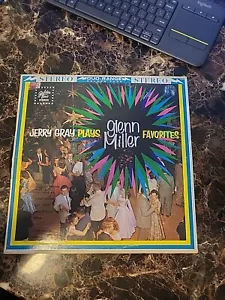 STEREO
STEREO
JERRY GRAY PLAYS glenn FAVORITES
Miller